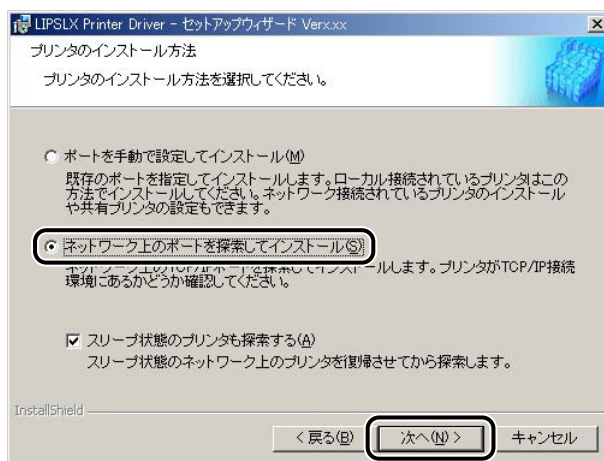 LIPSLX Printer Driver - セットアップウィザード Verx.xx
プリンタのインストール方法
プリンタのインストール方法を選択してください。
ポートを手動で設定してインストール(M)
既存のポートを指定してインストールします。ローカル接続されているプリンタはこの
方法でインストールしてください。ネットワーク接続されているプリンタのインストール
や共有プリンタの設定もできます。
ネットワーク上のポートを探索してインストール(S)
ネットワーク上のTCP/IPポートを探索してインストールします。プリンタがTCP/IP接続
環境にあるかどうか確認してください。
スリープ状態のプリンタも探索する(A)
スリープ状態のネットワーク上のプリンタを復帰させてから探索します。
InstallShield
< 戻る(B) 次へ(N) > キャンセル